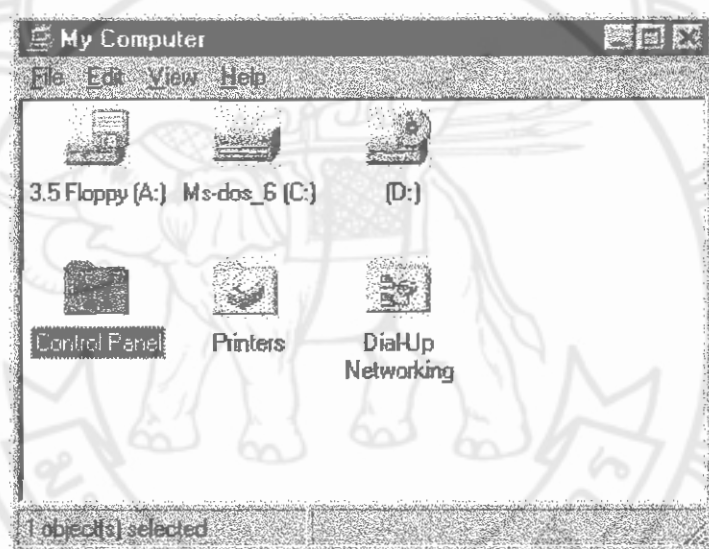 My Computer
File Edit View Help
3.5 Floppy (A:) Ms-dos_6 (C:) (D:)
Control Panel Printers Dial-Up
Networking
1 object(s) selected